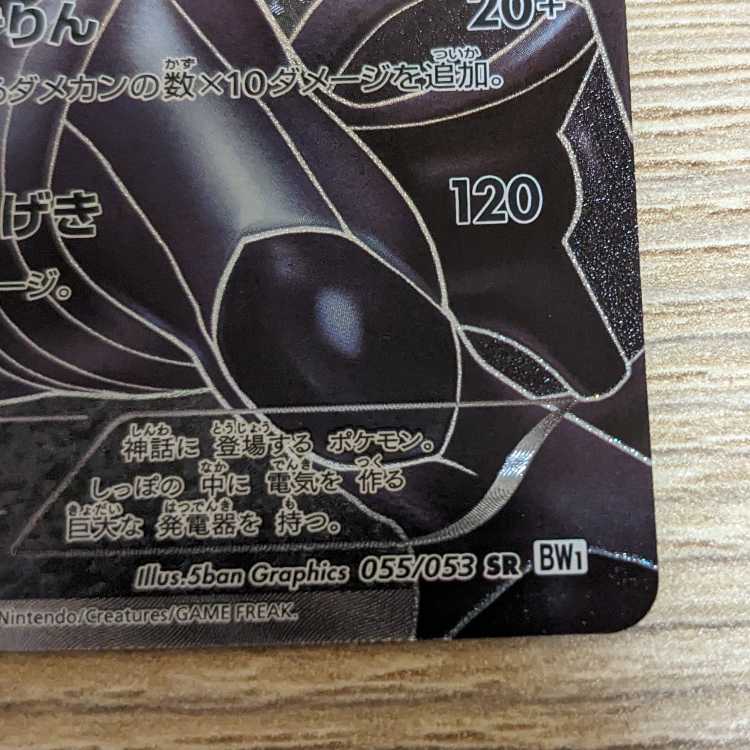 りん 20+
るダメカンの数×10ダメージを追加。
げき 120
ージ。
神話に 登場する ポケモン。
しっぽの 中に 電気を 作る
巨大な 発電器を 持つ。
Illus.5ban Graphics 055/053 SR BW1
Nintendo/Creatures/GAME FREAK.